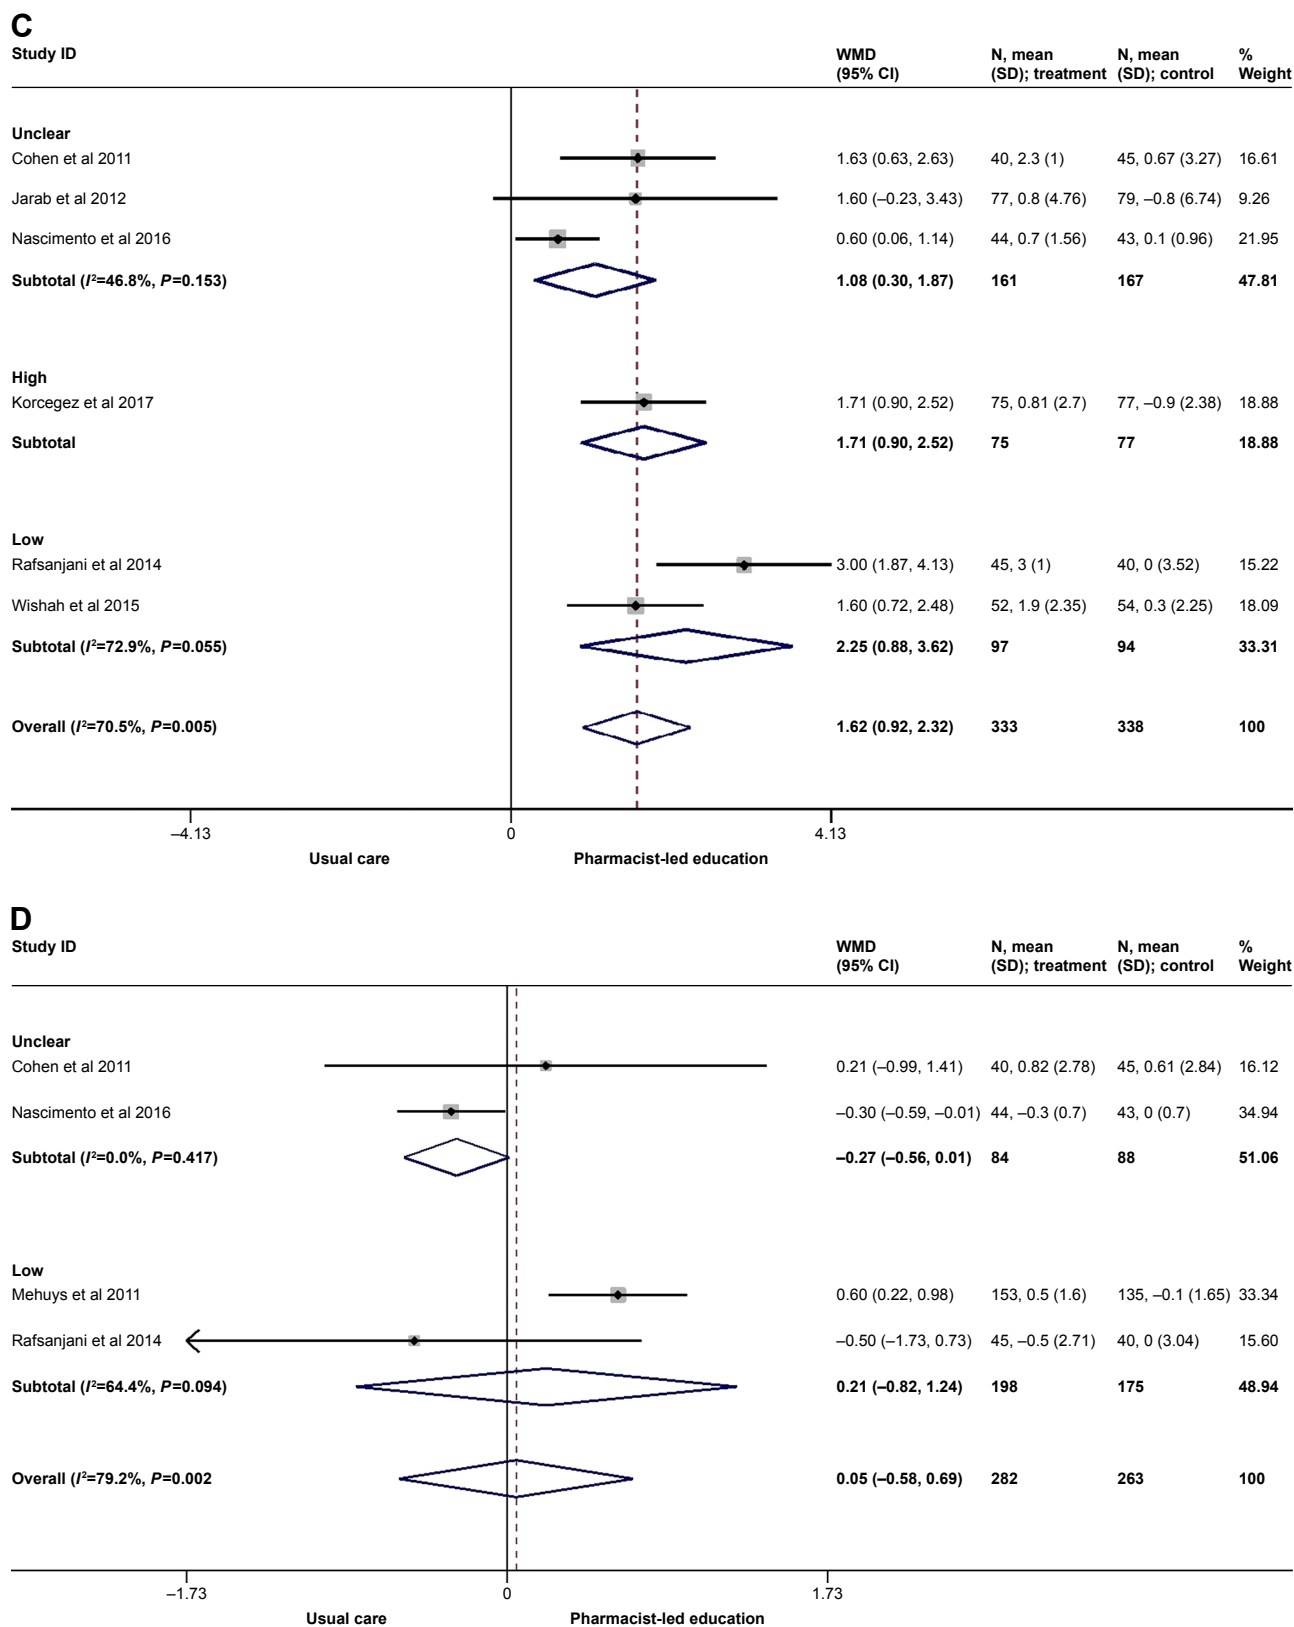 C
Study ID WMD (95% CI) N, mean (SD); treatment N, mean (SD); control % Weight
Unclear
Cohen et al 2011 1.63 (0.63, 2.63) 40, 2.3 (1) 45, 0.67 (3.27) 16.61
Jarab et al 2012 1.60 (–0.23, 3.43) 77, 0.8 (4.76) 79, –0.8 (6.74) 9.26
Nascimento et al 2016 0.60 (0.06, 1.14) 44, 0.7 (1.56) 43, 0.1 (0.96) 21.95
Subtotal (I²=46.8%, P=0.153) 1.08 (0.30, 1.87) 161 167 47.81
High
Korcegez et al 2017 1.71 (0.90, 2.52) 75, 0.81 (2.7) 77, –0.9 (2.38) 18.88
Subtotal 1.71 (0.90, 2.52) 75 77 18.88
Low
Rafsanjani et al 2014 3.00 (1.87, 4.13) 45, 3 (1) 40, 0 (3.52) 15.22
Wishah et al 2015 1.60 (0.72, 2.48) 52, 1.9 (2.35) 54, 0.3 (2.25) 18.09
Subtotal (I²=72.9%, P=0.055) 2.25 (0.88, 3.62) 97 94 33.31
Overall (I²=70.5%, P=0.005) 1.62 (0.92, 2.32) 333 338 100
–4.13 0 4.13
Usual care Pharmacist-led education
D
Study ID WMD (95% CI) N, mean (SD); treatment N, mean (SD); control % Weight
Unclear
Cohen et al 2011 0.21 (–0.99, 1.41) 40, 0.82 (2.78) 45, 0.61 (2.84) 16.12
Nascimento et al 2016 –0.30 (–0.59, –0.01) 44, –0.3 (0.7) 43, 0 (0.7) 34.94
Subtotal (I²=0.0%, P=0.417) –0.27 (–0.56, 0.01) 84 88 51.06
Low
Mehuys et al 2011 0.60 (0.22, 0.98) 153, 0.5 (1.6) 135, –0.1 (1.65) 33.34
Rafsanjani et al 2014 –0.50 (–1.73, 0.73) 45, –0.5 (2.71) 40, 0 (3.04) 15.60
Subtotal (I²=64.4%, P=0.094) 0.21 (–0.82, 1.24) 198 175 48.94
Overall (I²=79.2%, P=0.002 0.05 (–0.58, 0.69) 282 263 100
–1.73 0 1.73
Usual care Pharmacist-led education